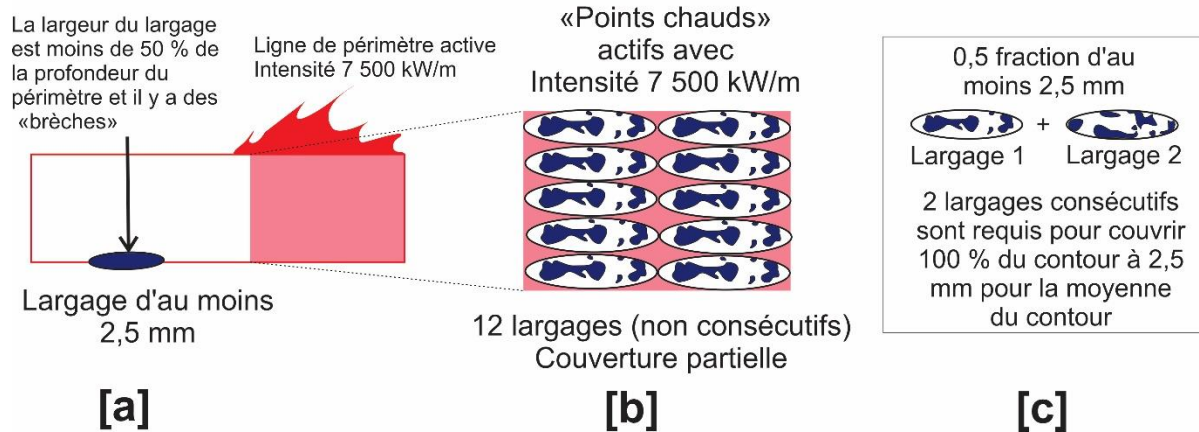 La largeur du largage
est moins de 50 % de
la profondeur du
périmètre et il y a des
«brèches»
Ligne de périmètre active
Intensité 7 500 kW/m
Largage d'au moins
2,5 mm
[a]
«Points chauds»
actifs avec
Intensité 7 500 kW/m
12 largages (non consécutifs)
Couverture partielle
[b]
0,5 fraction d'au
moins 2,5 mm
+
Largage 1 Largage 2
2 largages consécutifs
sont requis pour couvrir
100 % du contour à 2,5
mm pour la moyenne
du contour
[c]